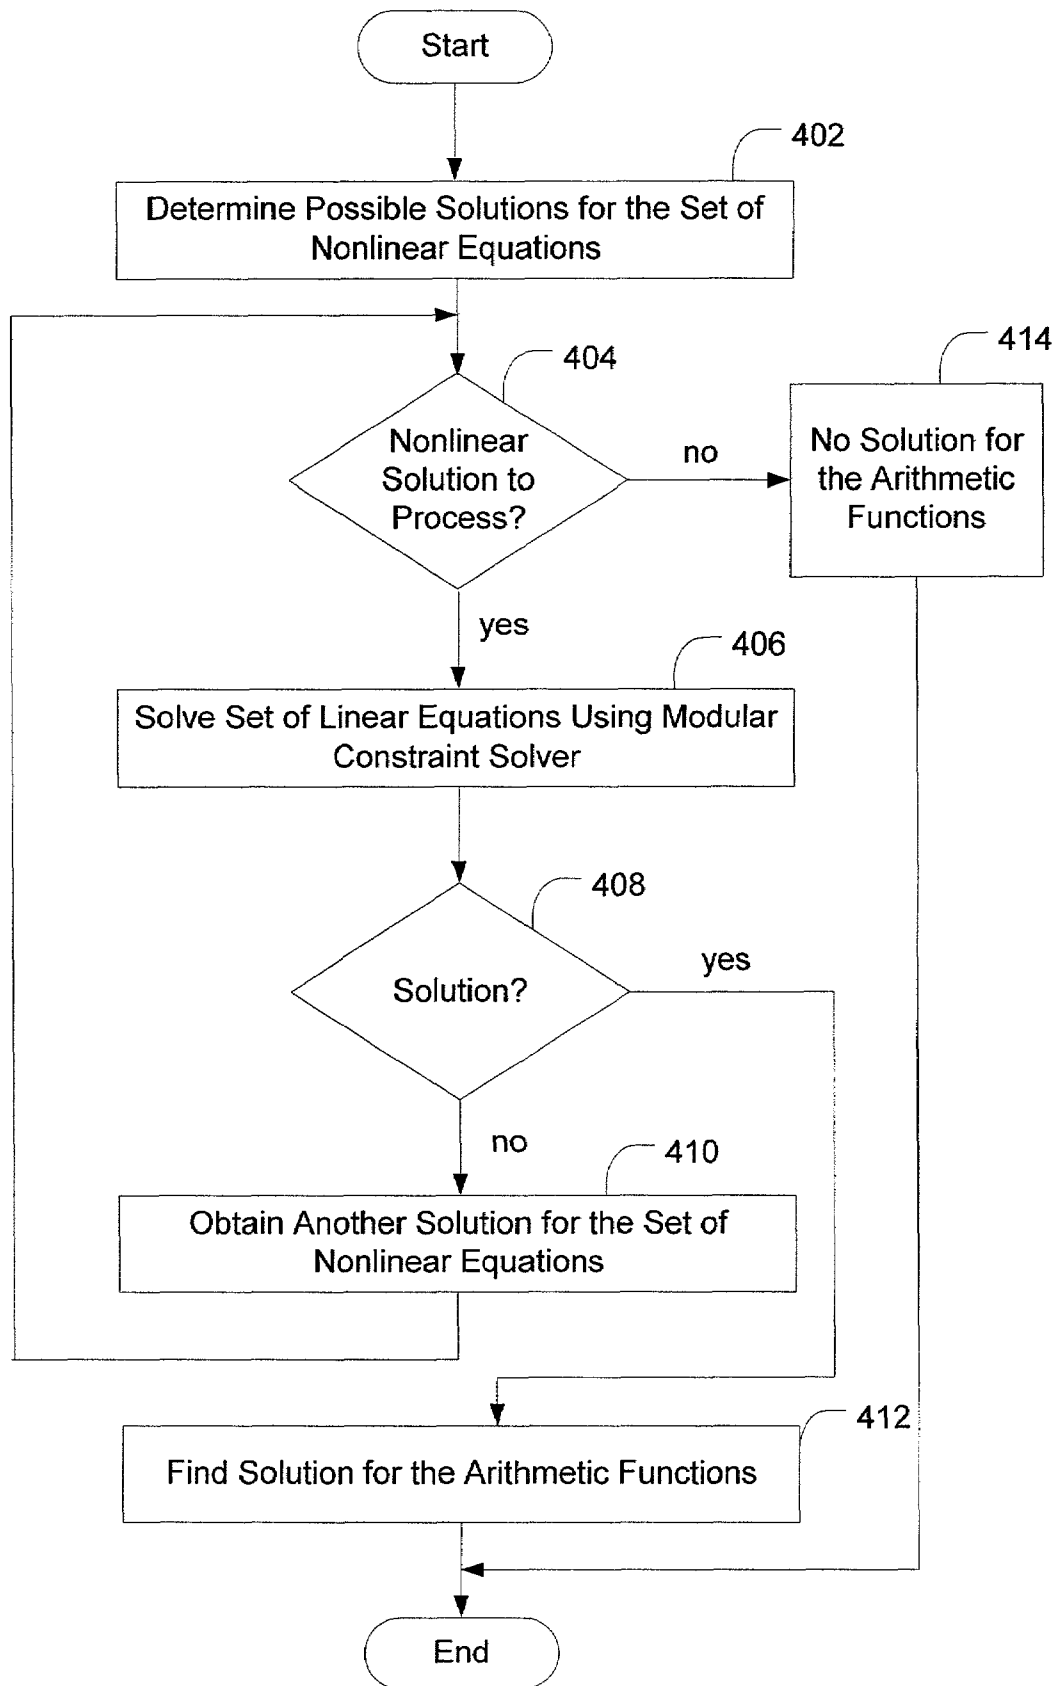 Start
402
Determine Possible Solutions for the Set of
Nonlinear Equations
404
414
Nonlinear
Solution to
Process?
no
No Solution for
the Arithmetic
Functions
yes
406
Solve Set of Linear Equations Using Modular
Constraint Solver
408
Solution?
yes
no
410
Obtain Another Solution for the Set of
Nonlinear Equations
412
Find Solution for the Arithmetic Functions
End